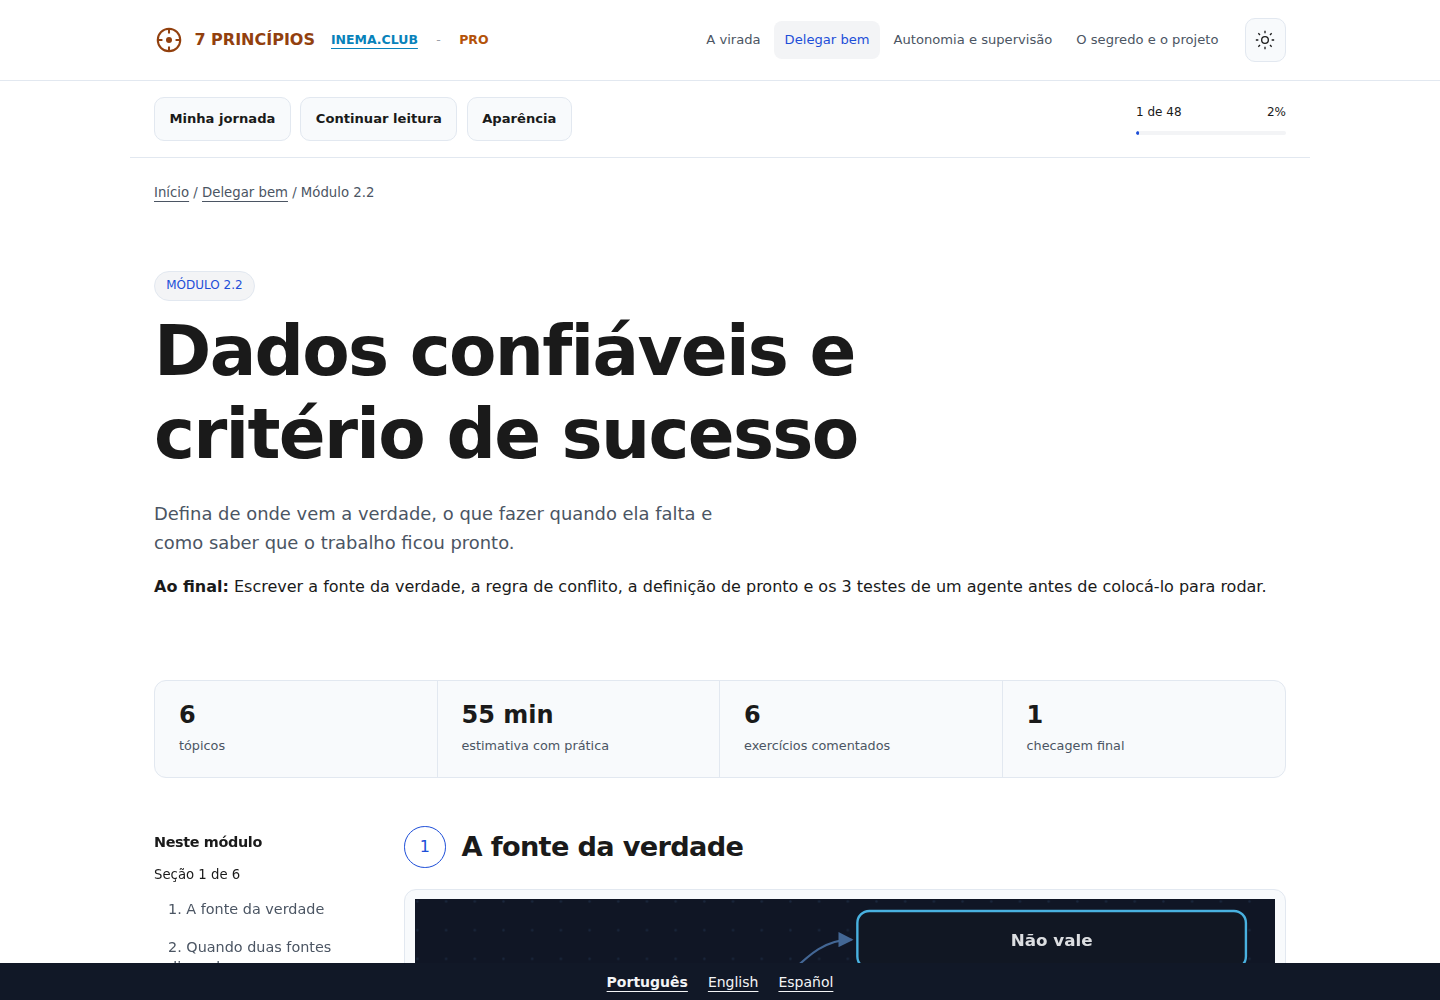 7 PRINCÍPIOS INEMA.CLUB - PRO
A virada Delegar bem Autonomia e supervisão O segredo e o projeto
Minha jornada Continuar leitura Aparência
1 de 48 2%
Início / Delegar bem / Módulo 2.2
MÓDULO 2.2
Dados confiáveis e
critério de sucesso
Defina de onde vem a verdade, o que fazer quando ela falta e
como saber que o trabalho ficou pronto.
Ao final: Escrever a fonte da verdade, a regra de conflito, a definição de pronto e os 3 testes de um agente antes de colocá-lo para rodar.
6
tópicos
55 min
estimativa com prática
6
exercícios comentados
1
checagem final
Neste módulo
Seção 1 de 6
1. A fonte da verdade
2. Quando duas fontes
1 A fonte da verdade
Não vale
Português English Español